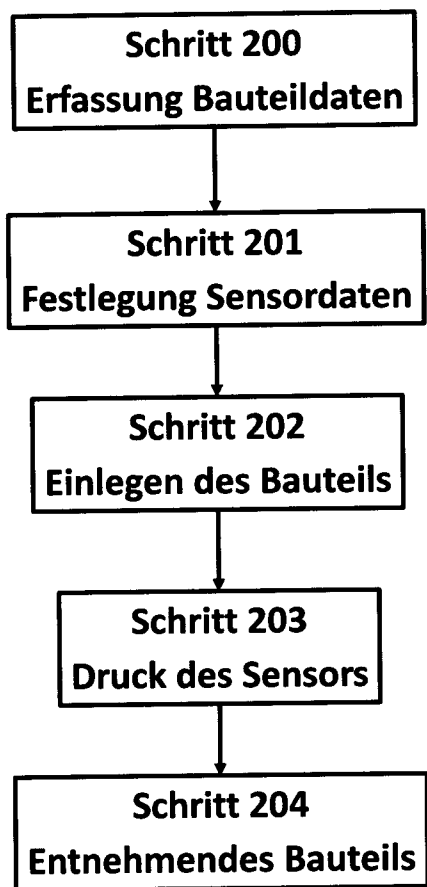 Schritt 200
Erfassung Bauteildaten
Schritt 201
Festlegung Sensordaten
Schritt 202
Einlegen des Bauteils
Schritt 203
Druck des Sensors
Schritt 204
Entnehmendes Bauteils